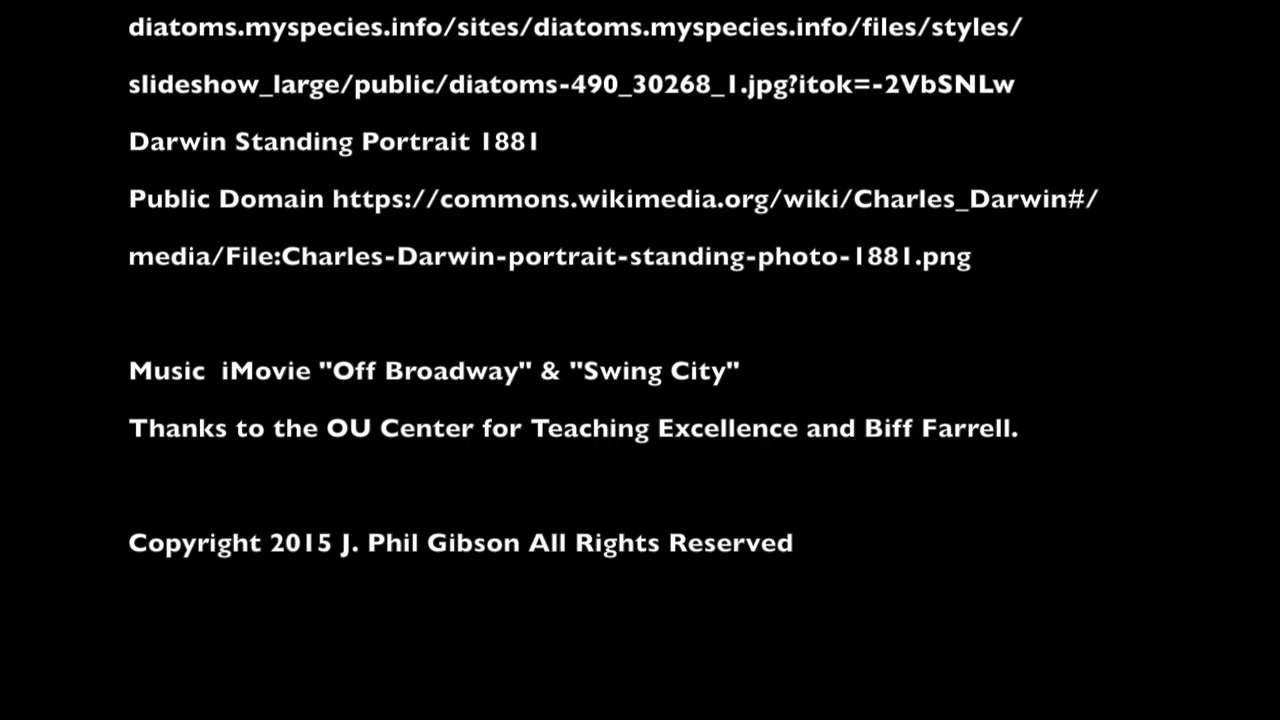 diatoms.myspecies.info/sites/diatoms.myspecies.info/files/styles/
slideshow_large/public/diatoms-490_30268_1.jpg?itok=-2VbSNLw
Darwin Standing Portrait 1881
Public Domain https://commons.wikimedia.org/wiki/Charles_Darwin#/
media/File:Charles-Darwin-portrait-standing-photo-1881.png
Music  iMovie "Off Broadway" & "Swing City"
Thanks to the OU Center for Teaching Excellence and Biff Farrell.
Copyright 2015 J. Phil Gibson All Rights Reserved